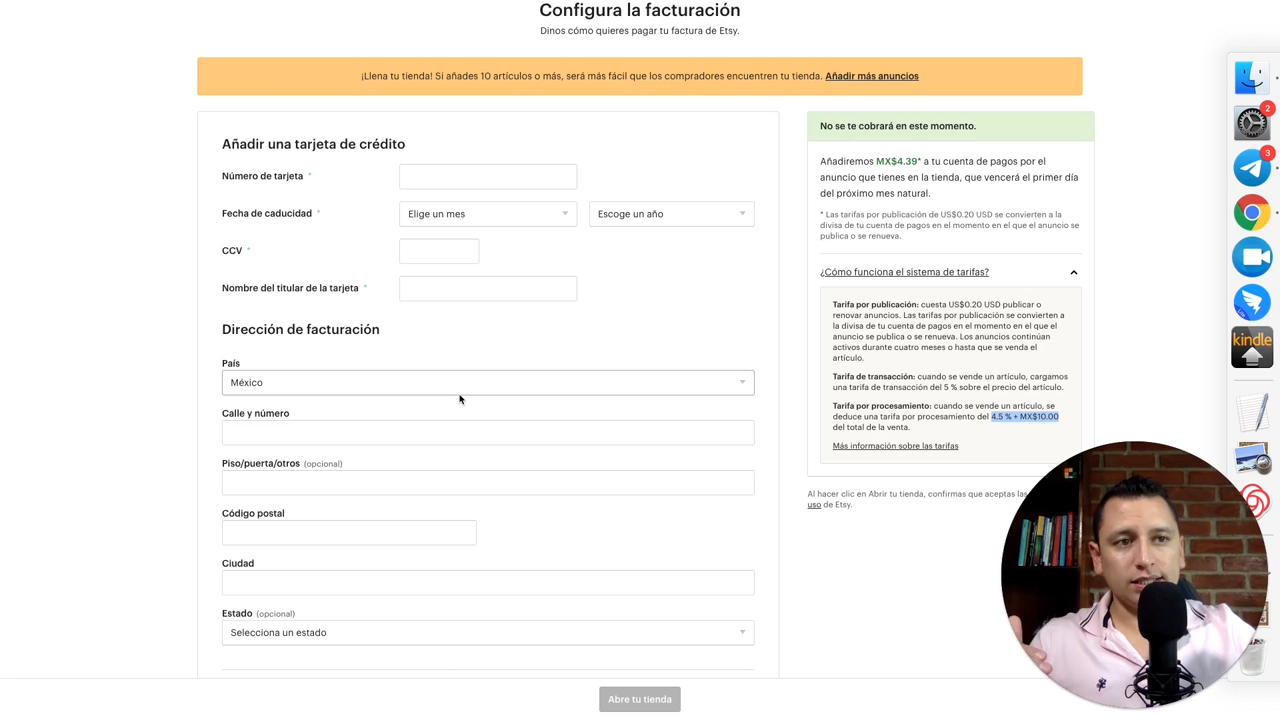 Configura la facturación
Dinos cómo quieres pagar tu factura de Etsy.
¡Llena tu tienda! Si añades 10 artículos o más, será más fácil que los compradores encuentren tu tienda. Añadir más anuncios
Añadir una tarjeta de crédito
Número de tarjeta *
Fecha de caducidad *
Elige un mes
Escoge un año
CCV *
Nombre del titular de la tarjeta *
Dirección de facturación
País
México
Calle y número
Piso/puerta/otros (opcional)
Código postal
Ciudad
Estado (opcional)
Selecciona un estado
No se te cobrará en este momento.
Añadiremos MX$4.39* a tu cuenta de pagos por el
anuncio que tienes en la tienda, que vencerá el primer día
del próximo mes natural.
* Las tarifas por publicación de US$0.20 USD se convierten a la
divisa de tu cuenta de pagos en el momento en el que el anuncio se
publica o se renueva.
¿Cómo funciona el sistema de tarifas?
Tarifa por publicación: cuesta US$0.20 USD publicar o
renovar anuncios. Las tarifas por publicación se convierten a
la divisa de tu cuenta de pagos en el momento en el que el
anuncio se publica o se renueva. Los anuncios continúan
activos durante cuatro meses o hasta que se venda el
artículo.
Tarifa de transacción: cuando se vende un artículo, cargamos
una tarifa de transacción del 5 % sobre el precio del artículo.
Tarifa por procesamiento: cuando se vende un artículo, se
deduce una tarifa por procesamiento del 4.5 % + MX$10.00
del total de la venta.
Más información sobre las tarifas
Al hacer clic en Abrir tu tienda, confirmas que aceptas las
uso de Etsy.
Abre tu tienda
2
3
Lite
kindle